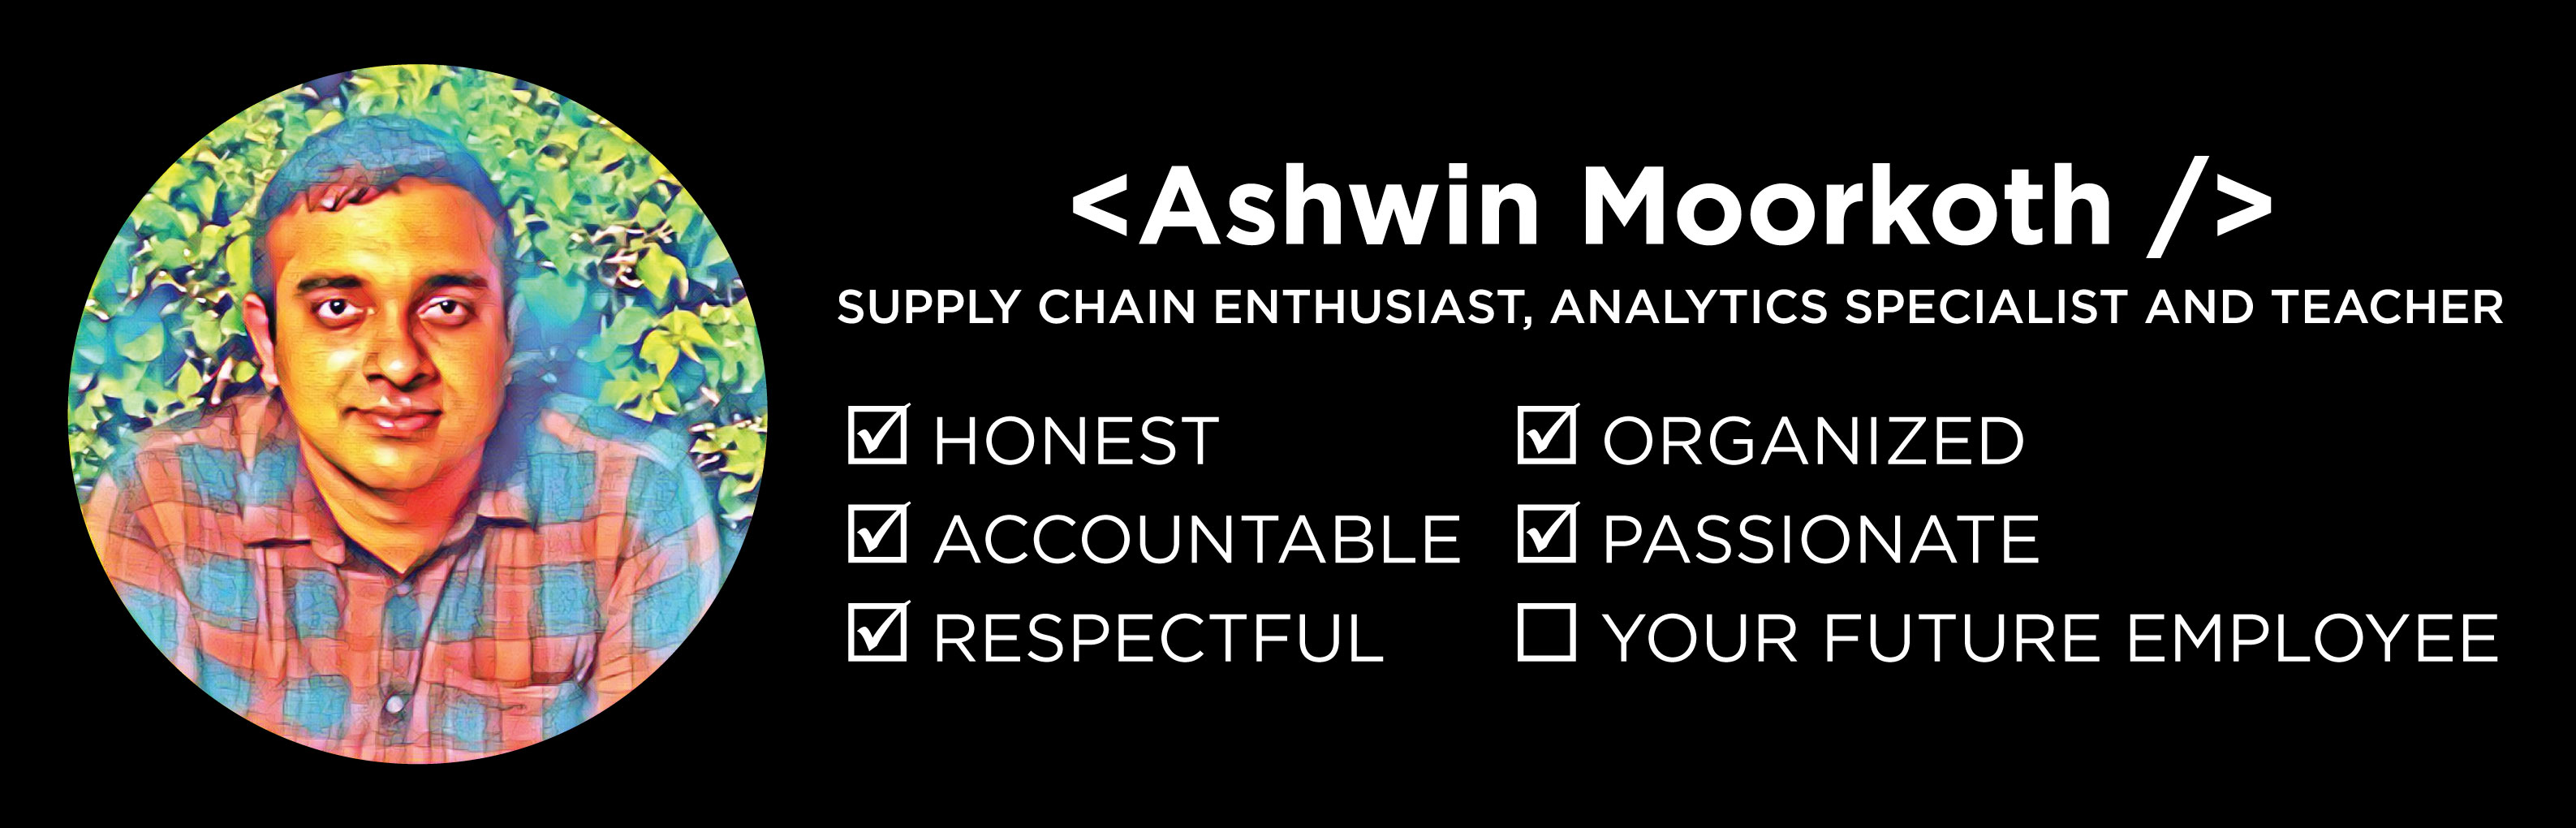 <Ashwin Moorkoth />
SUPPLY CHAIN ENTHUSIAST, ANALYTICS SPECIALIST AND TEACHER
HONEST
ACCOUNTABLE
RESPECTFUL
ORGANIZED
PASSIONATE
YOUR FUTURE EMPLOYEE